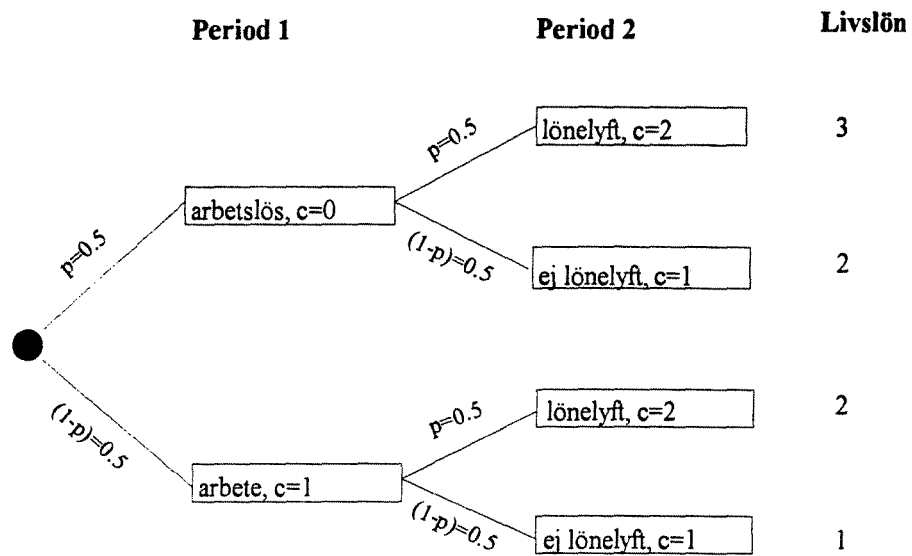 Period 1 Period 2 Livslön
p=0.5 lönelyft, c=2 3
arbetslös, c=0
p=0.5 (1-p)=0.5 ej lönelyft, c=1 2
(1-p)=0.5 p=0.5 lönelyft, c=2 2
arbete, c=1
(1-p)=0.5 ej lönelyft, c=1 1